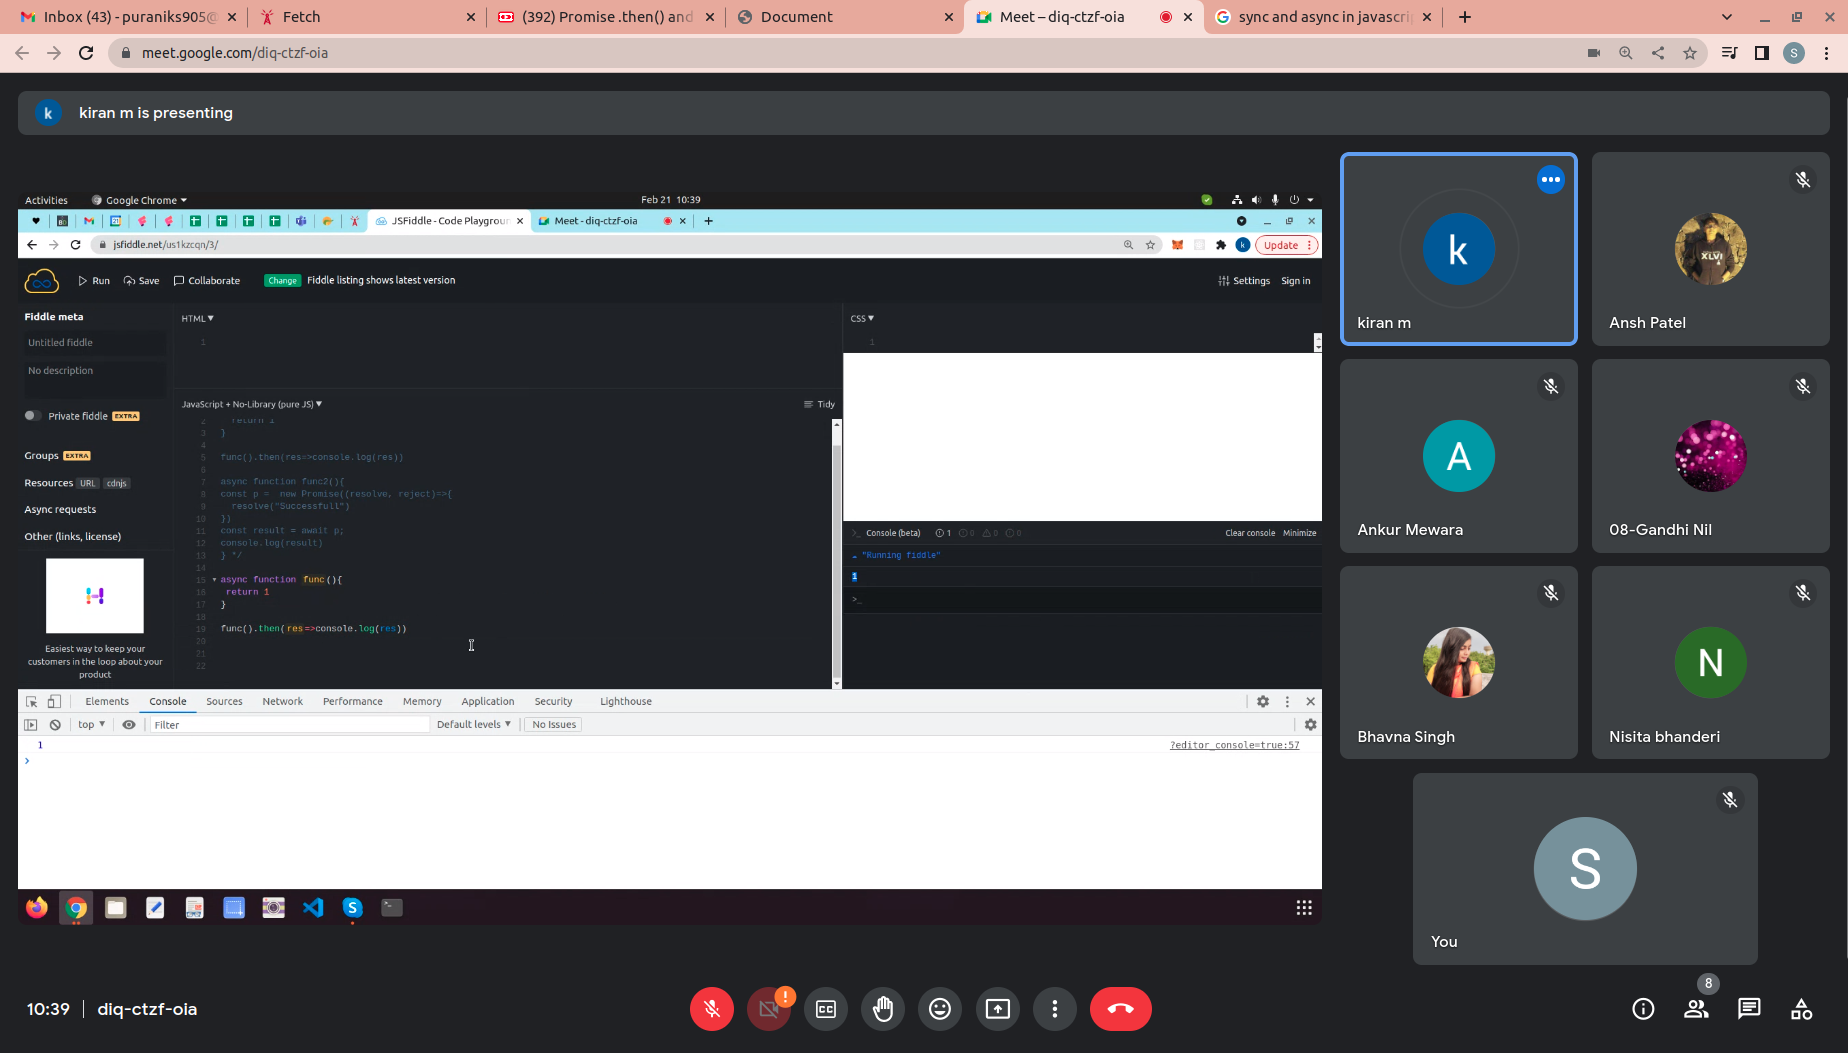 Inbox (43) - puraniks905@
Fetch
(392) Promise .then() and
Document
Meet – diq-ctzf-oia
sync and async in javascri
meet.google.com/diq-ctzf-oia
S
k
kiran m is presenting
Activities
Google Chrome
Feb 21 10:39
JSFiddle - Code Playgroun
Meet - diq-ctzf-oia
jsfiddle.net/us1kzcqn/3/
k
Update
Run
Save
Collaborate
Change
Fiddle listing shows latest version
Settings
Sign in
Fiddle meta
Untitled fiddle
No description
Private fiddle EXTRA
Groups EXTRA
Resources URL cdnjs
Async requests
Other (links, license)
Easiest way to keep your
customers in the loop about your
product
HTML
1
CSS
1
JavaScript + No-Library (pure JS)
Tidy
2 return 1
3 }
4
5 func().then(res=>console.log(res))
6
7 async function func2(){
8 const p = new Promise((resolve, reject)=>{
9 resolve("Successfull")
10 })
11 const result = await p;
12 console.log(result)
13 } */
14
15 async function func(){
16 return 1
17 }
18
19 func().then(res=>console.log(res))
20
21
22
>_ Console (beta) 1 0 0 0
Clear console Minimize
"Running fiddle"
1
>_
Elements
Console
Sources
Network
Performance
Memory
Application
Security
Lighthouse
top
Filter
Default levels
No Issues
1
?editor_console=true:57
k
kiran m
XLVI
Ansh Patel
A
Ankur Mewara
08-Gandhi Nil
Bhavna Singh
N
Nisita bhanderi
S
You
10:39 | diq-ctzf-oia
8